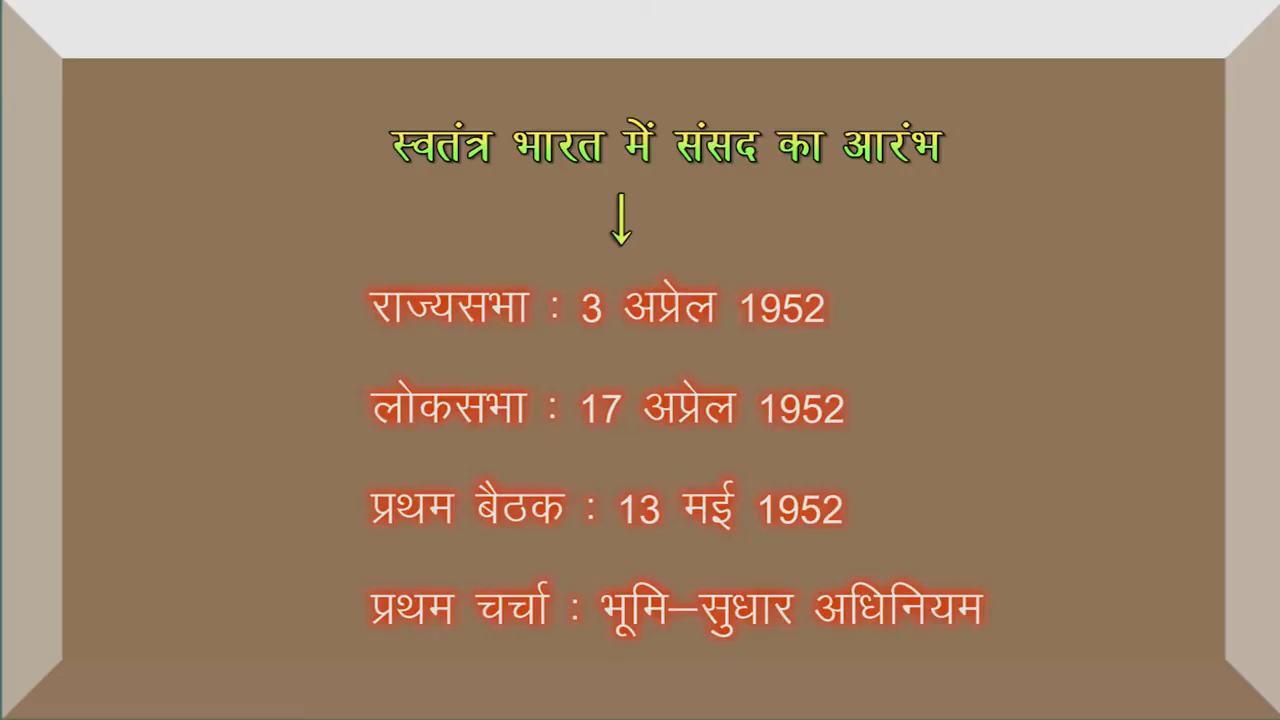 स्वतंत्र भारत में संसद का आरंभ
↓
राज्यसभा : 3 अप्रेल 1952
लोकसभा : 17 अप्रेल 1952
प्रथम बैठक : 13 मई 1952
प्रथम चर्चा : भूमि–सुधार अधिनियम